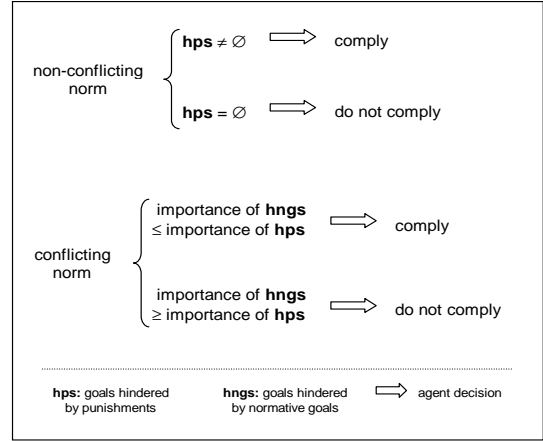 hps ≠ ∅ comply
non-conflicting
norm
hps = ∅ do not comply
importance of hngs
≤ importance of hps
comply
conflicting
norm
importance of hngs
≥ importance of hps
do not comply
hps: goals hindered
by punishments
hngs: goals hindered
by normative goals
agent decision